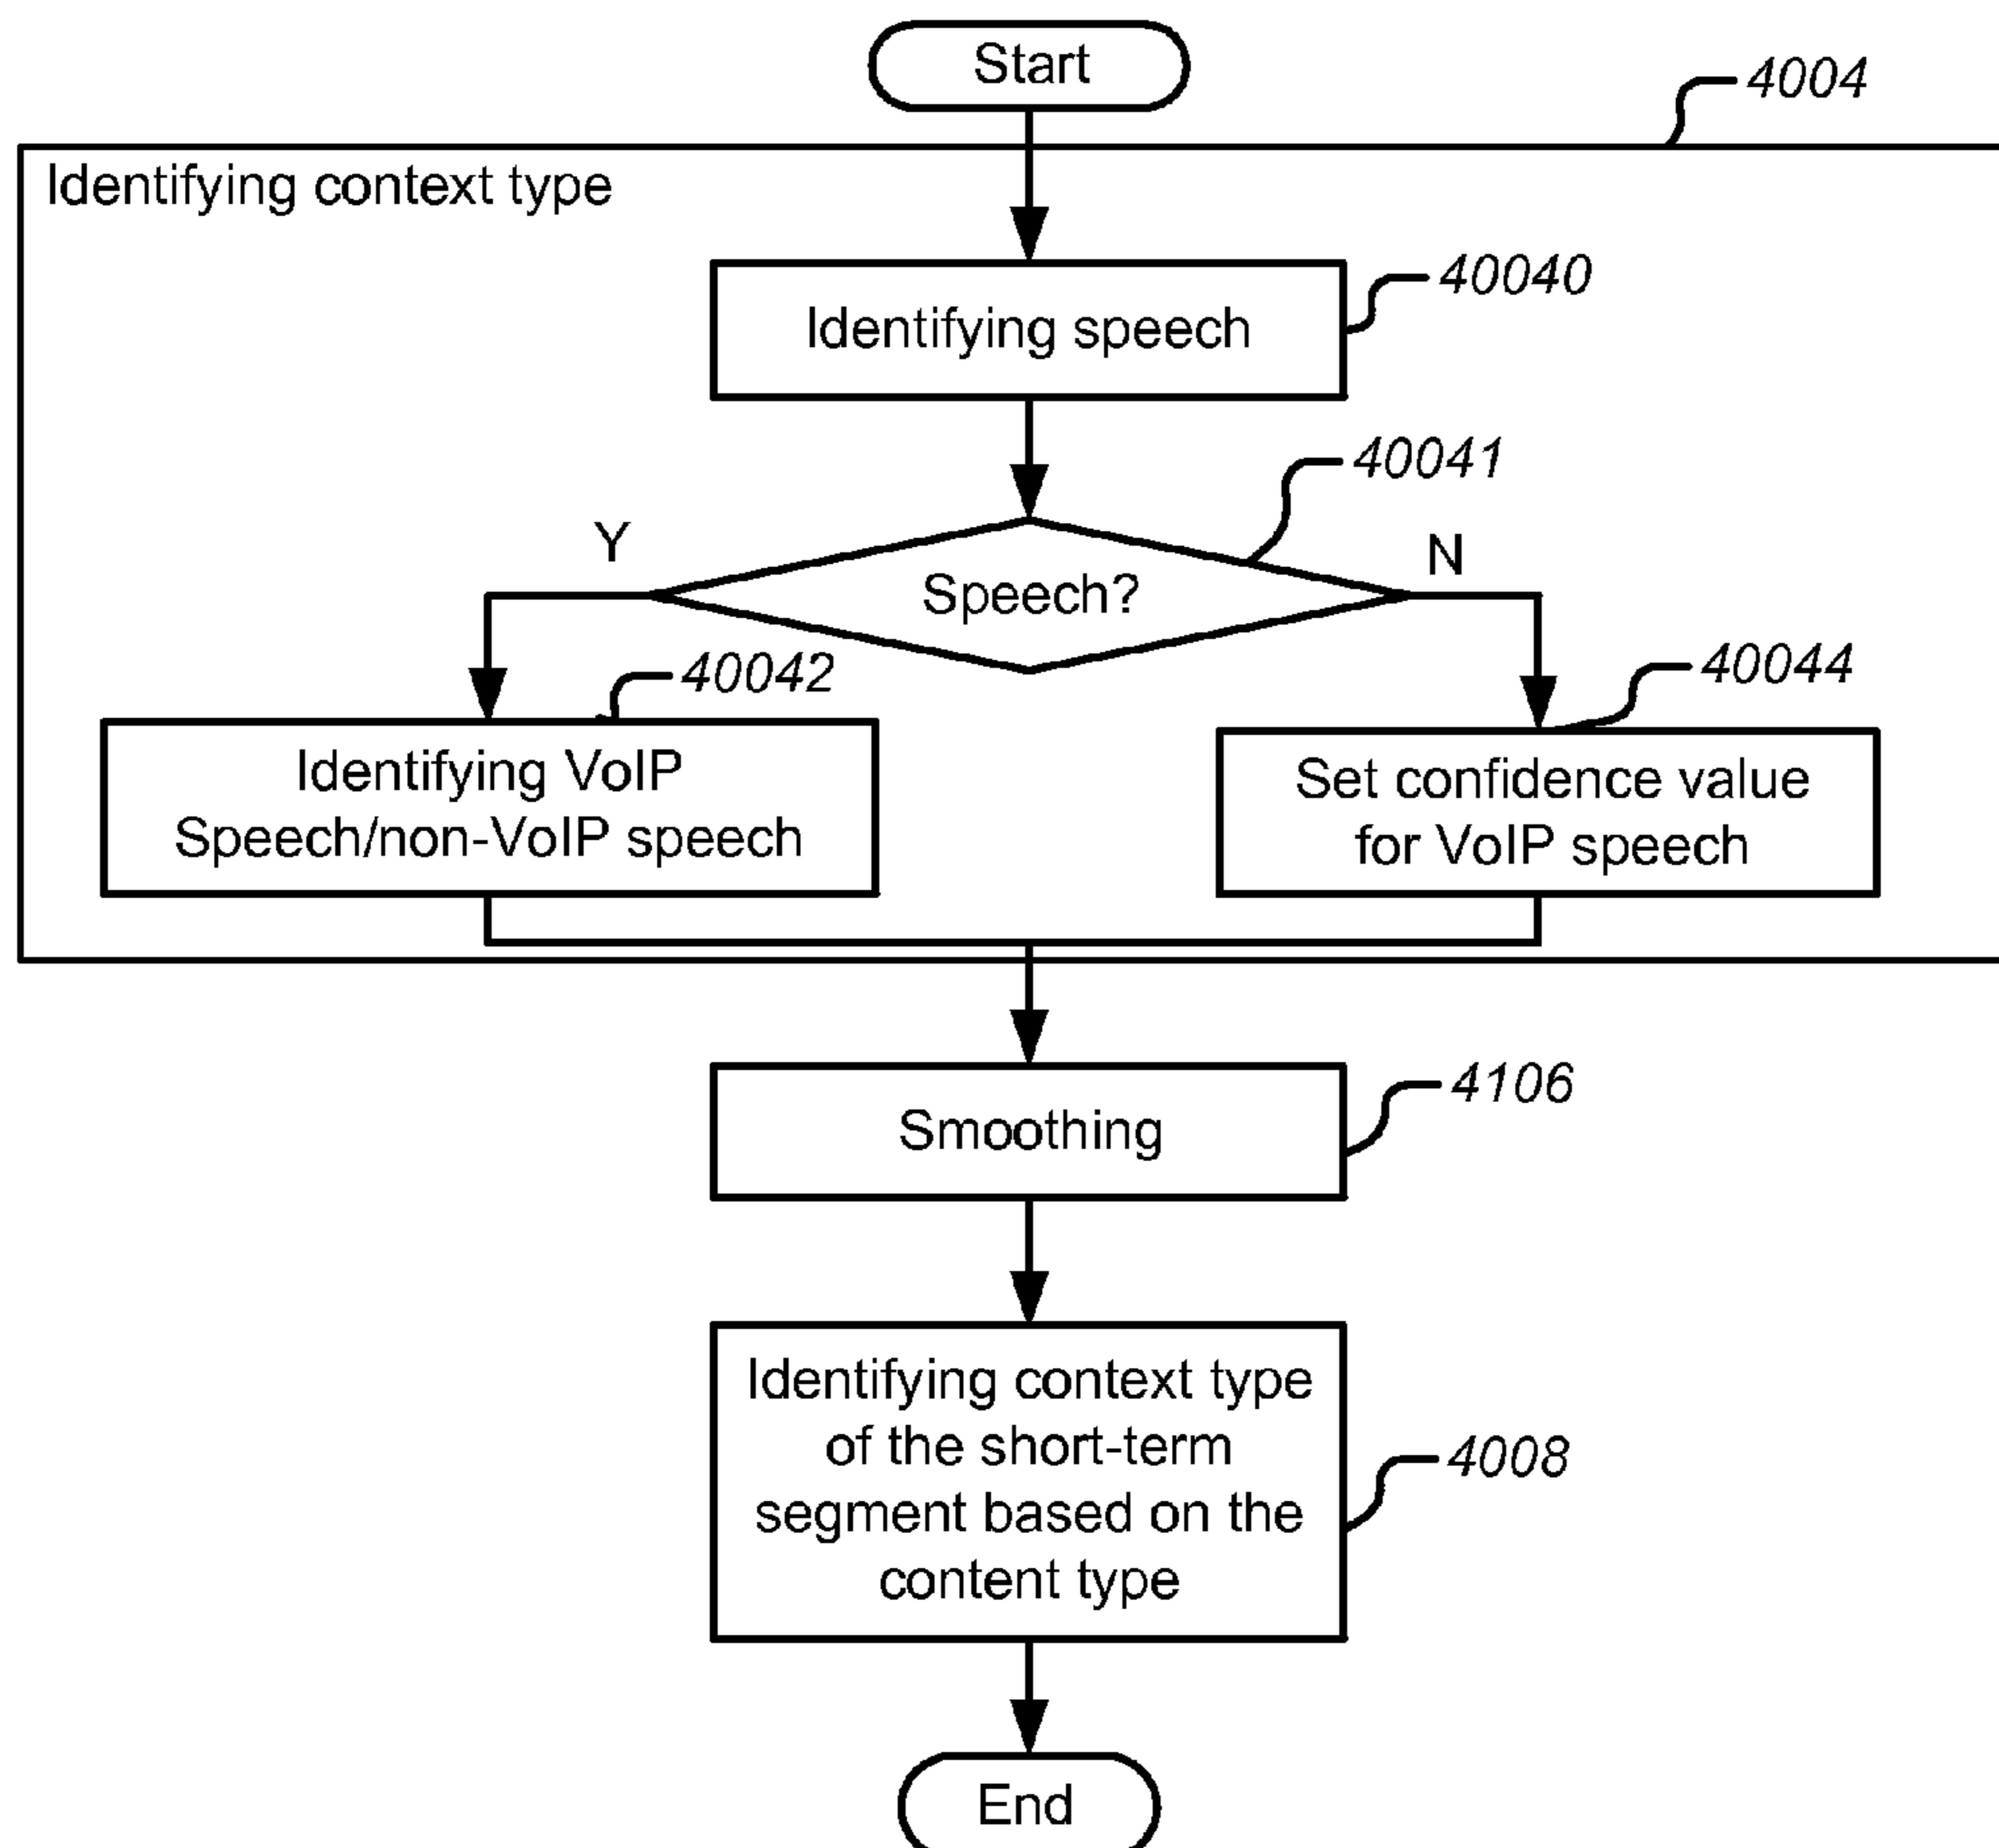 Start
4004
Identifying context type
40040
Identifying speech
40041
Y
N
Speech?
40042
40044
Identifying VoIP
Speech/non-VoIP speech
Set confidence value
for VoIP speech
4106
Smoothing
Identifying context type
of the short-term
segment based on the
content type
4008
End